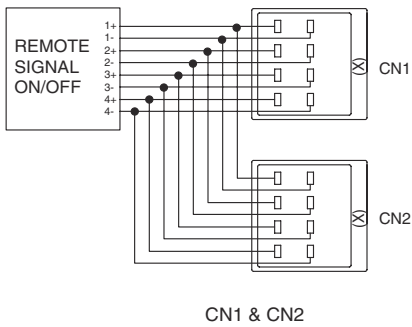 REMOTE
SIGNAL
ON/OFF
1+
1-
2+
2-
3+
3-
4+
4-
CN1
CN2
CN1 & CN2